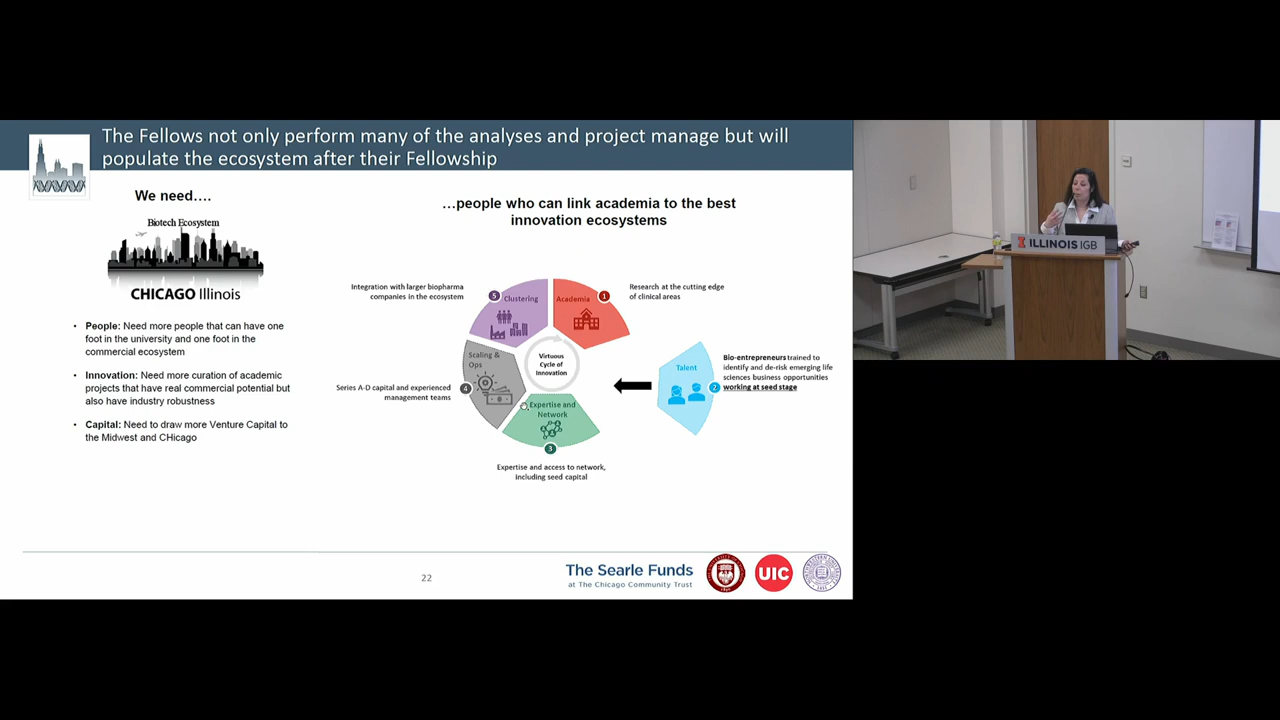 The Fellows not only perform many of the analyses and project manage but will
populate the ecosystem after their Fellowship
We need....
Biotech Ecosystem
CHICAGO Illinois
• People: Need more people that can have one
foot in the university and one foot in the
commercial ecosystem
• Innovation: Need more curation of academic
projects that have real commercial potential but
also have industry robustness
• Capital: Need to draw more Venture Capital to
the Midwest and CHicago
...people who can link academia to the best
innovation ecosystems
Integration with larger biopharma
companies in the ecosystem
5
Clustering
Academia
1
Research at the cutting edge
of clinical areas
Scaling &
Ops
Virtuous
Cycle of
Innovation
Talent
2
Bio-entrepreneurs trained to
identify and de-risk emerging life
sciences business opportunities
working at seed stage
Series A-D capital and experienced
management teams
4
Expertise and
Network
3
Expertise and access to network,
including seed capital
22
The Searle Funds
at The Chicago Community Trust
UIC
ILLINOIS IGB